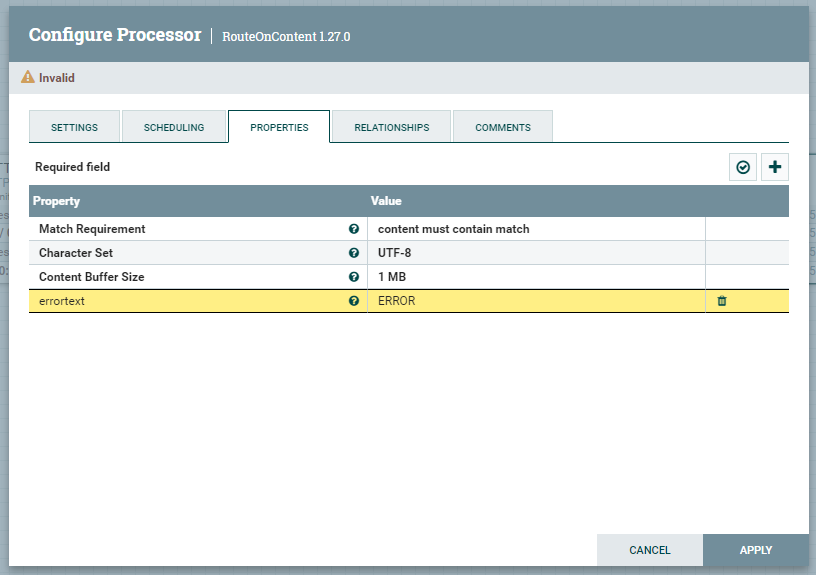 Configure Processor | RouteOnContent 1.27.0
Invalid
SETTINGS SCHEDULING PROPERTIES RELATIONSHIPS COMMENTS
Required field
Property Value
Match Requirement content must contain match
Character Set UTF-8
Content Buffer Size 1 MB
errortext ERROR
CANCEL APPLY